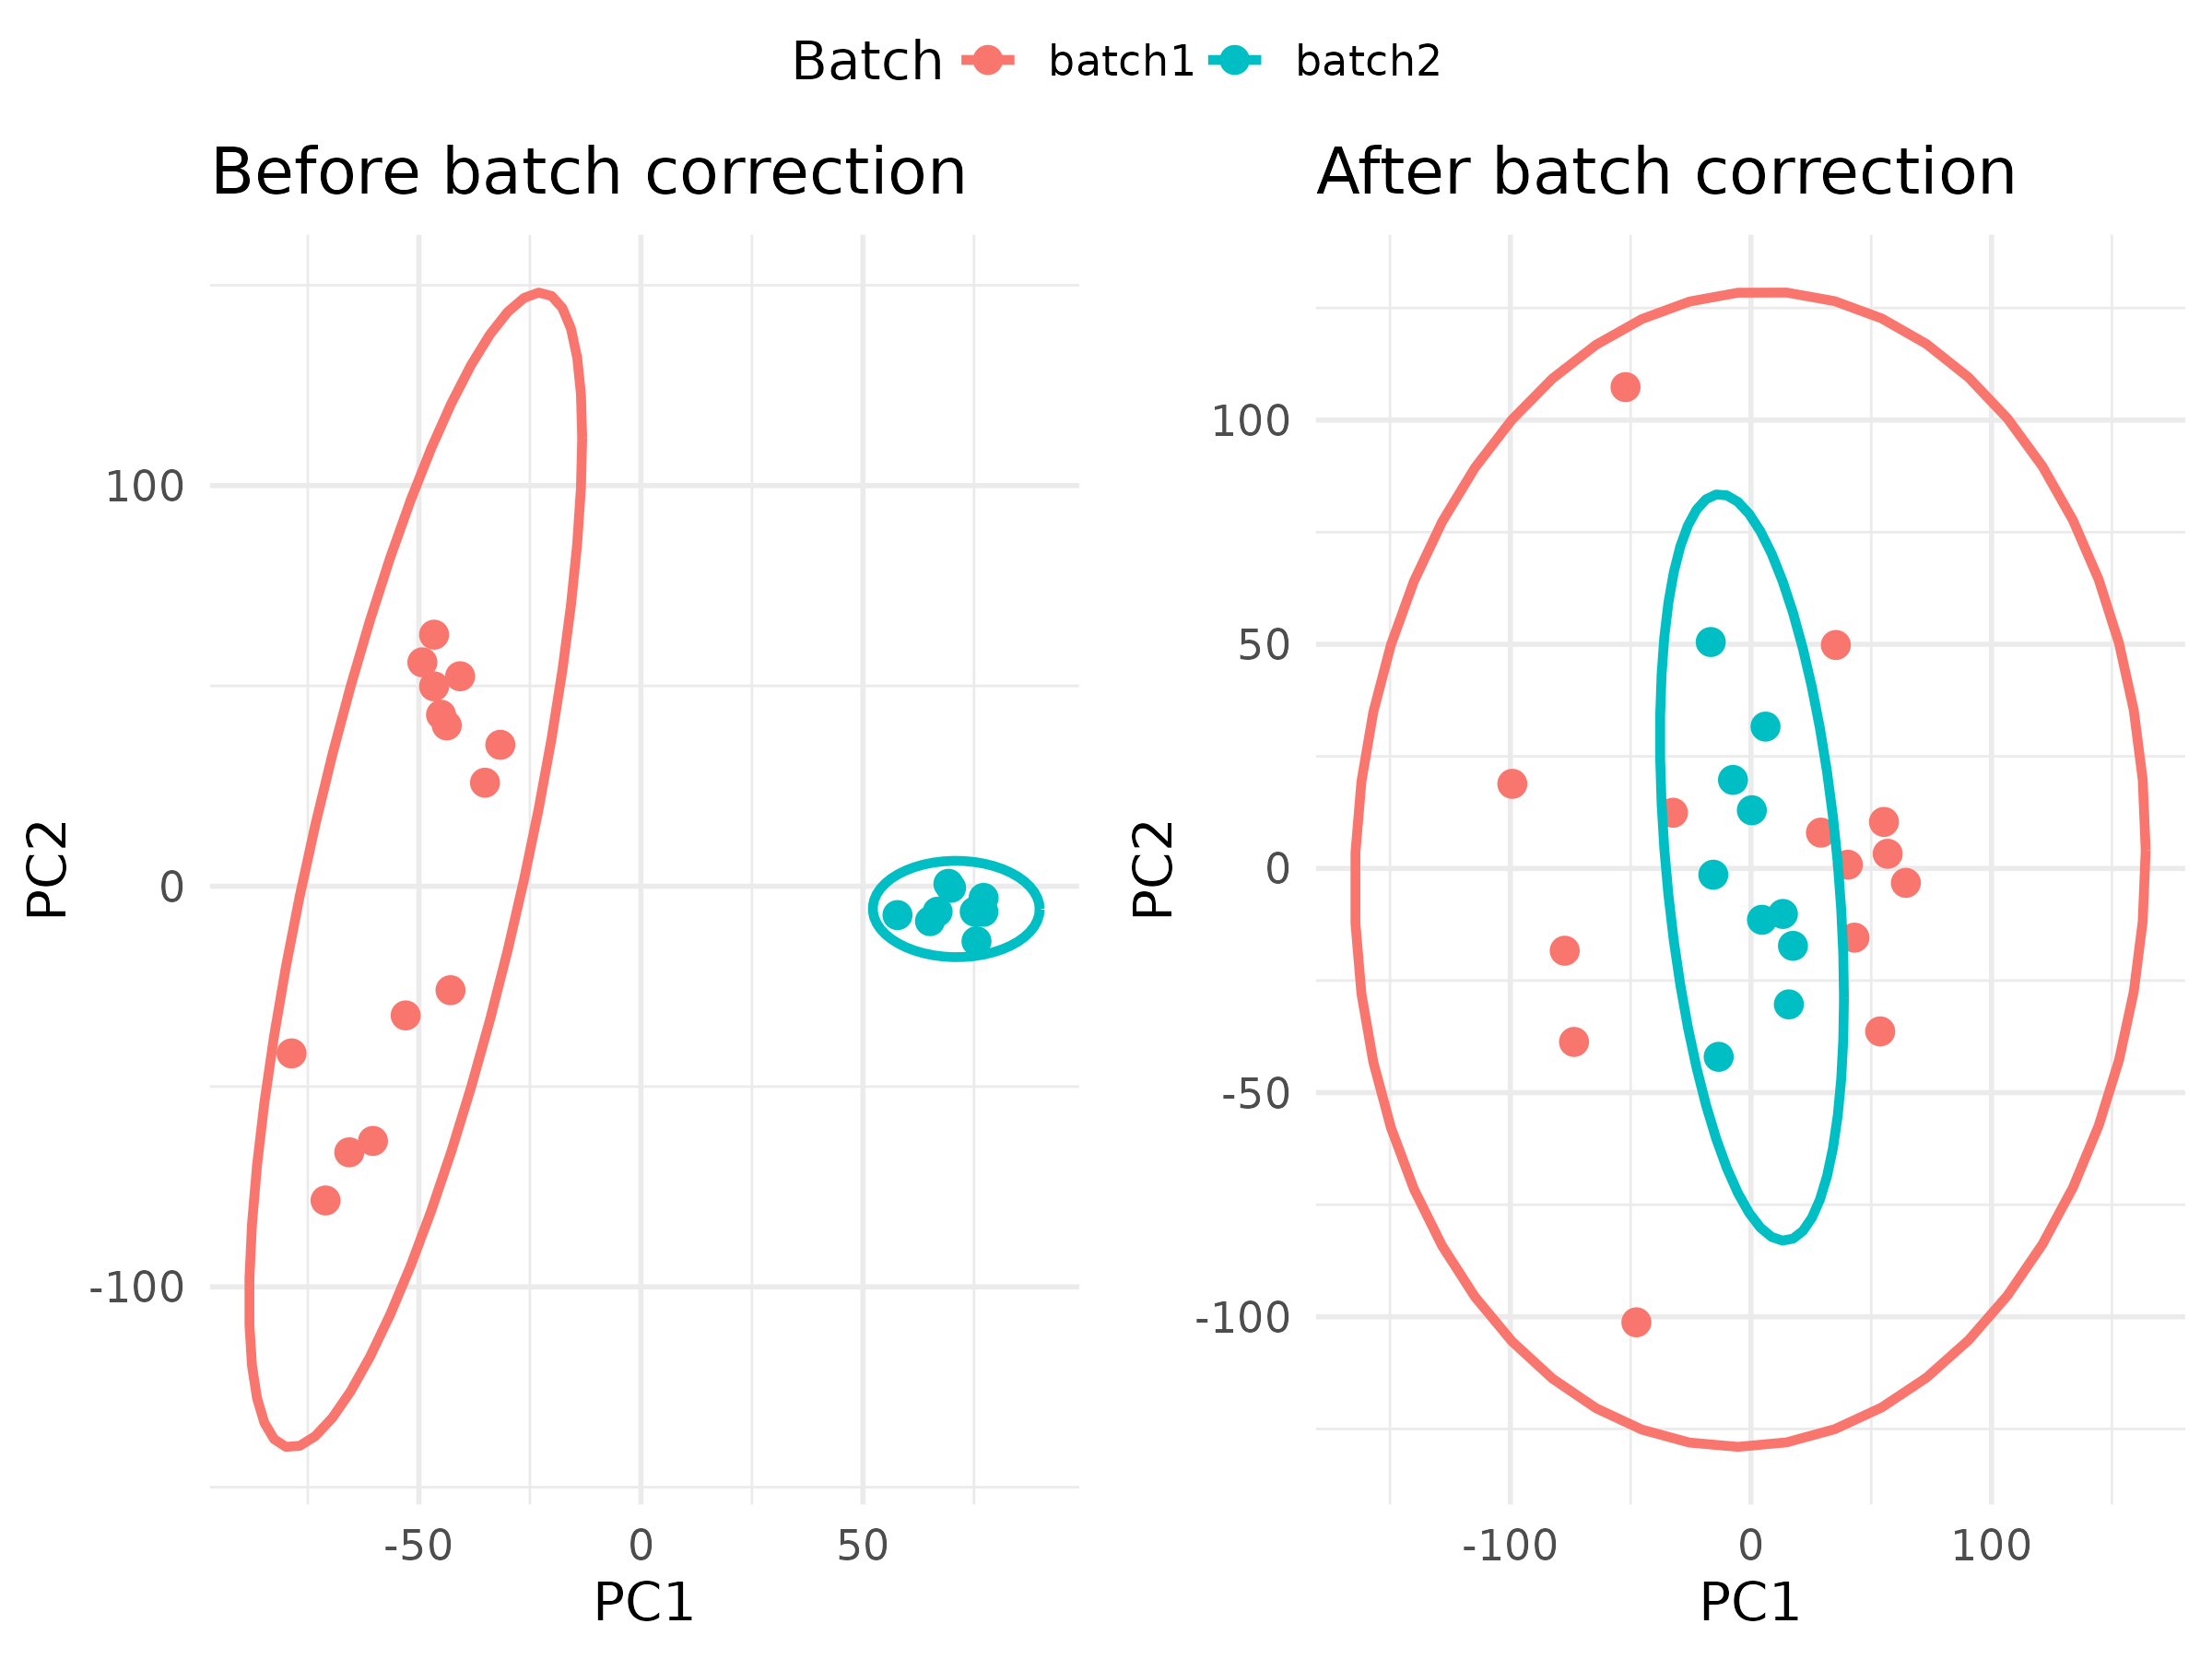 Batch batch1 batch2
Before batch correction
After batch correction
PC2
100
0
-100
-50 0 50
PC1
PC2
100
50
0
-50
-100
-100 0 100
PC1